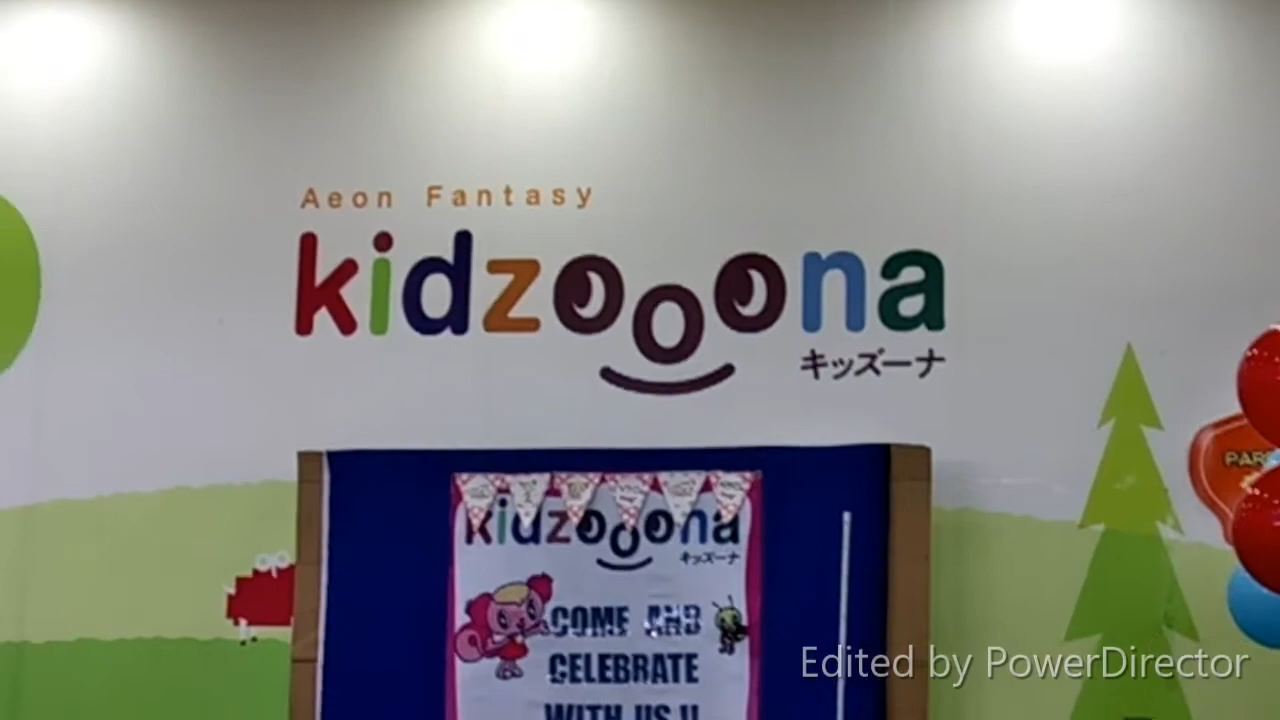 Aeon Fantasy
kidzooona
キッズーナ
kidzooona
キッズーナ
COME AND
CELEBRATE
WITH US !!
Edited by PowerDirector